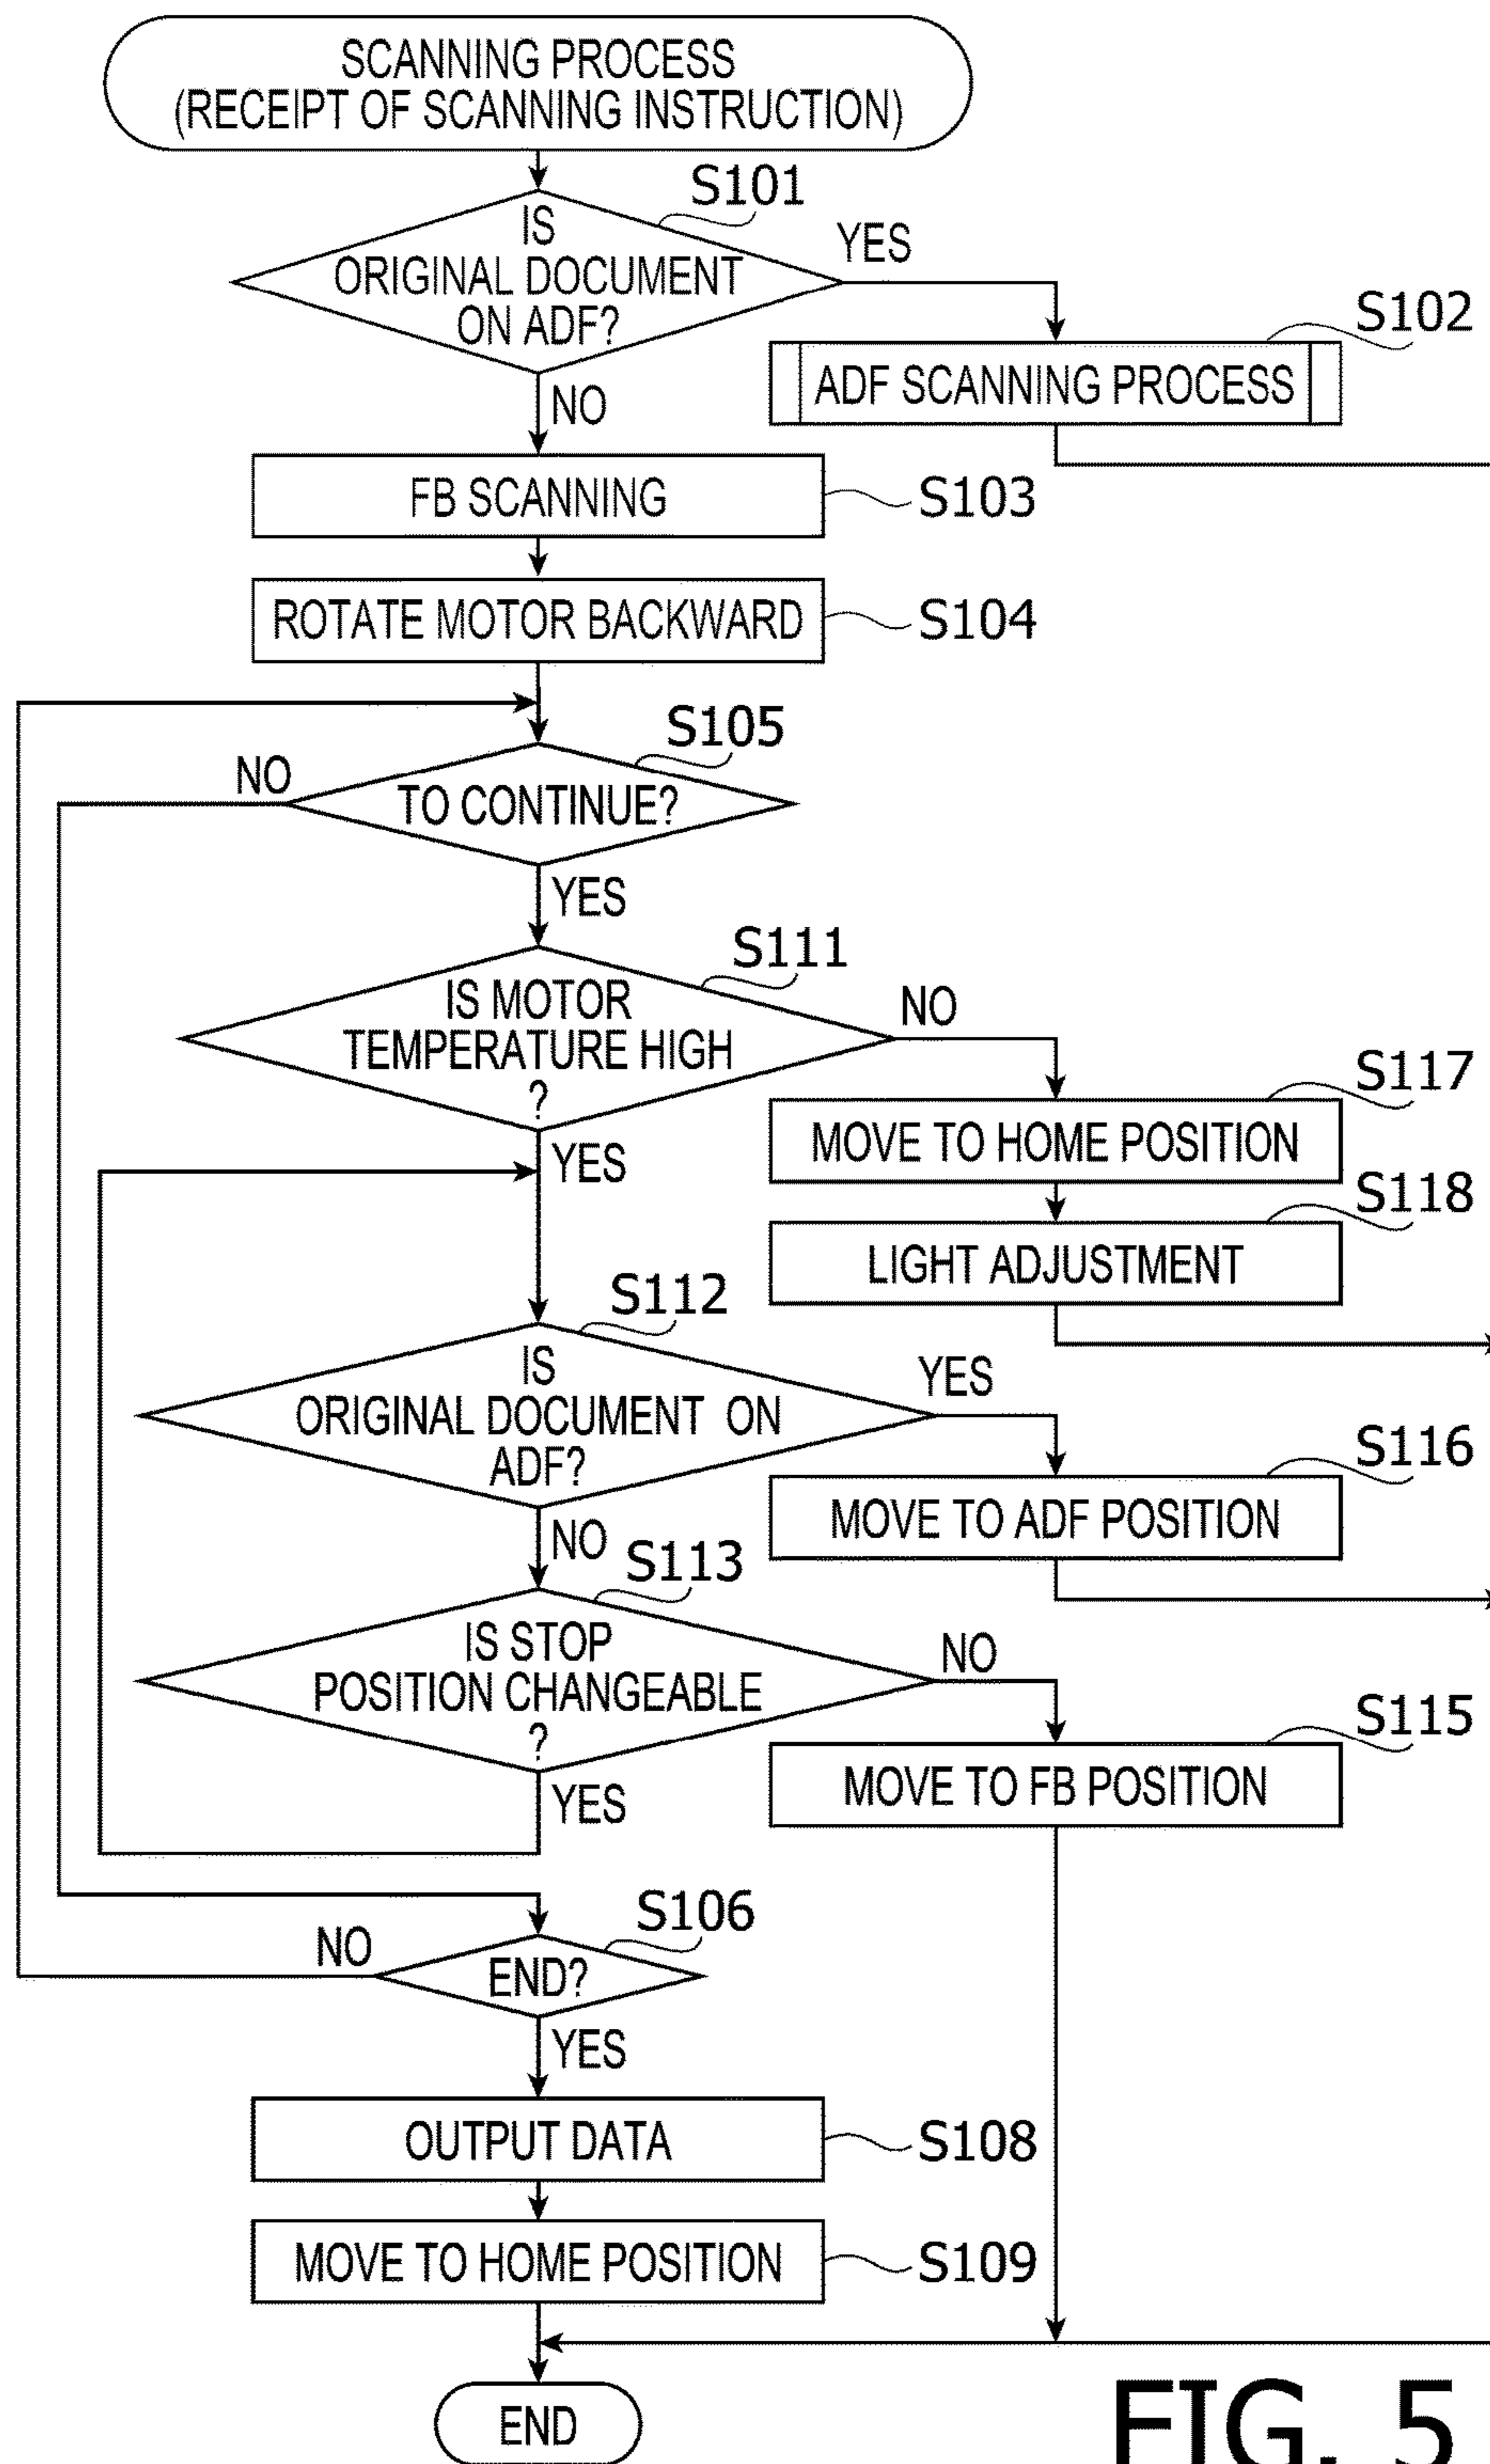 SCANNING PROCESS
(RECEIPT OF SCANNING INSTRUCTION)
S101
IS
ORIGINAL DOCUMENT
ON ADF?
YES
NO
S102
ADF SCANNING PROCESS
FB SCANNING
S103
ROTATE MOTOR BACKWARD
S104
S105
NO
TO CONTINUE?
YES
S111
IS MOTOR
TEMPERATURE HIGH
?
NO
YES
S117
MOVE TO HOME POSITION
S118
LIGHT ADJUSTMENT
S112
IS
ORIGINAL DOCUMENT ON
ADF?
YES
NO
S116
MOVE TO ADF POSITION
S113
IS STOP
POSITION CHANGEABLE
?
NO
YES
S115
MOVE TO FB POSITION
S106
NO
END?
YES
OUTPUT DATA
S108
MOVE TO HOME POSITION
S109
END
FIG. 5